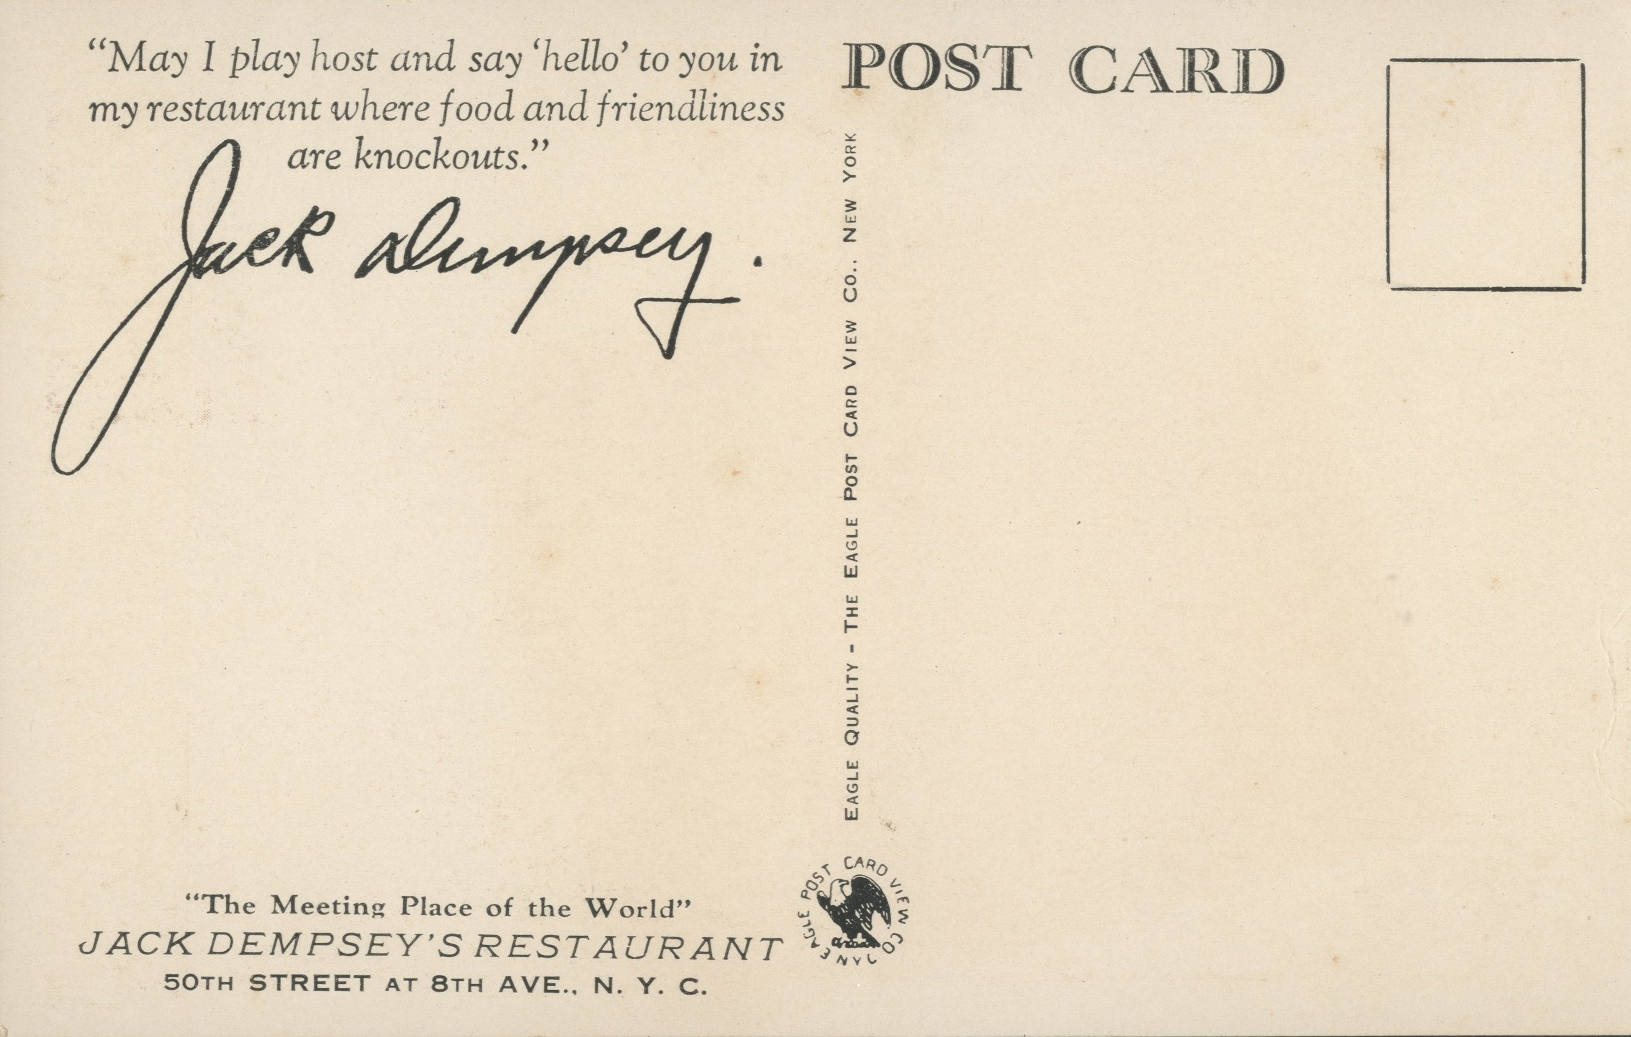 “May I play host and say ‘hello’ to you in
my restaurant where food and friendliness
are knockouts.”
Jack Dempsey.
“The Meeting Place of the World”
JACK DEMPSEY’S RESTAURANT
50TH STREET AT 8TH AVE., N. Y. C.
EAGLE QUALITY - THE EAGLE POST CARD VIEW CO., NEW YORK
EAGLE POST CARD VIEW CO. N.Y.
POST CARD